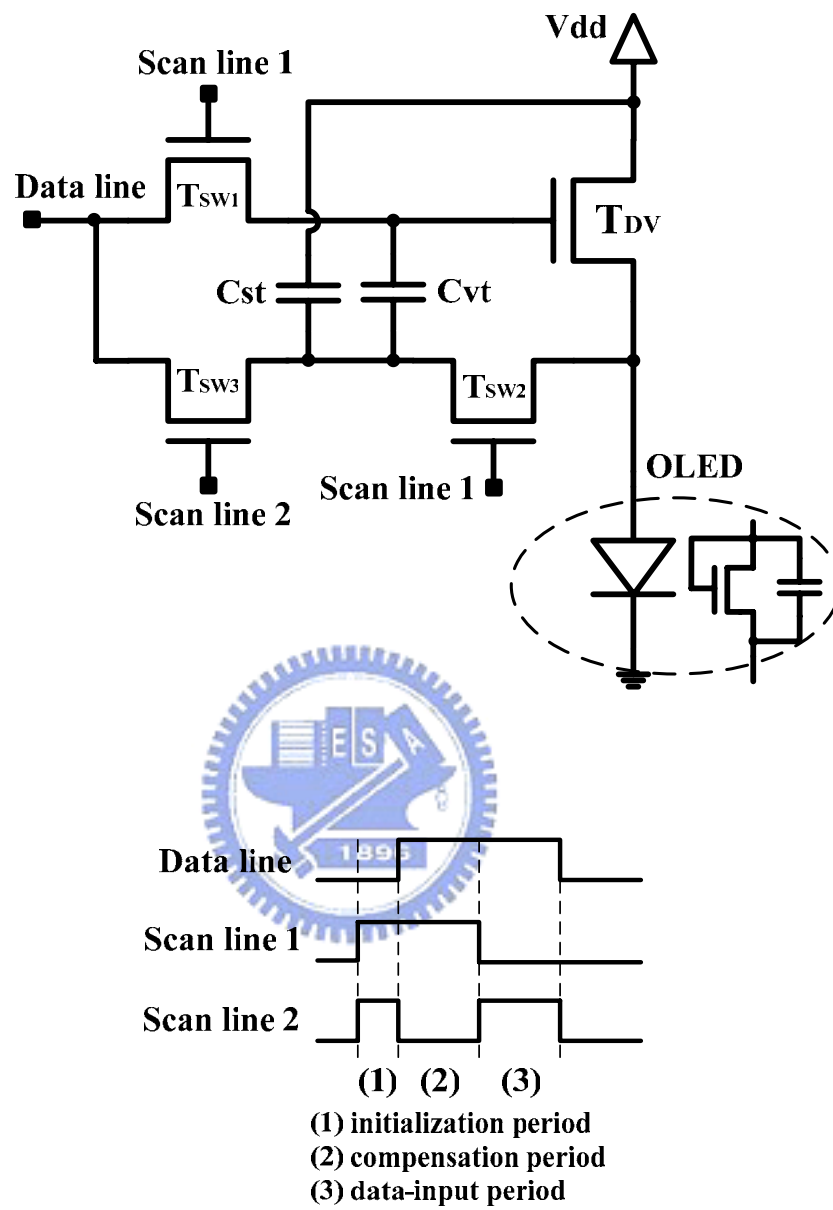 Vdd
Scan line 1
Data line
TSW1
TDV
Cst
Cvt
TSW3
TSW2
OLED
Scan line 1
Scan line 2
E S A
1896
Data line
Scan line 1
Scan line 2
(1) (2) (3)
(1) initialization period
(2) compensation period
(3) data-input period